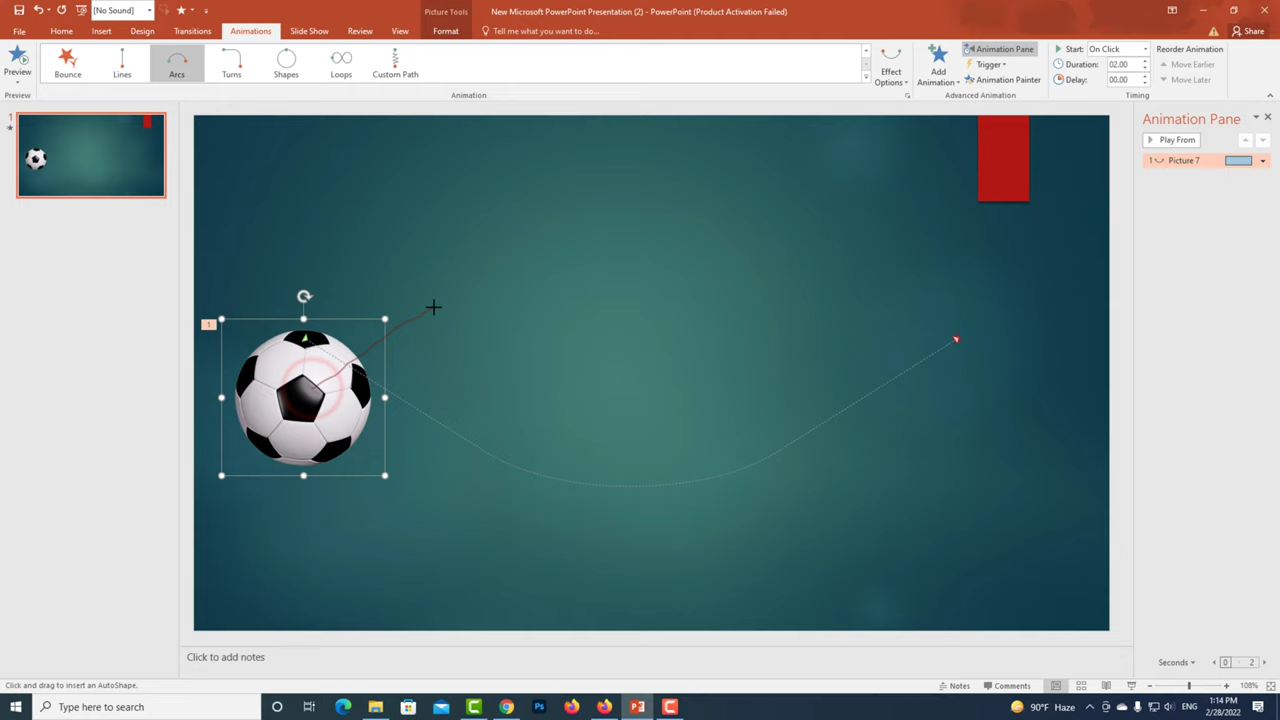 [No Sound]
Picture Tools
New Microsoft PowerPoint Presentation (2) - PowerPoint (Product Activation Failed)
File Home Insert Design Transitions Animations Slide Show Review View Format Tell me what you want to do... Share
Preview
Bounce
Lines
Arcs
Turns
Shapes
Loops
Custom Path
Effect Options
Add Animation
Animation Pane
Trigger
Animation Painter
Start: On Click
Duration: 02.00
Delay: 00.00
Reorder Animation
Move Earlier
Move Later
Preview
Animation
Advanced Animation
Timing
1
1
Animation Pane
Play From
1 Picture 7
Click to add notes
Seconds 0 2
Click and drag to insert an AutoShape.
Notes Comments 108%
Type here to search
Ps
90°F Haze
ENG
1:14 PM
2/28/2022